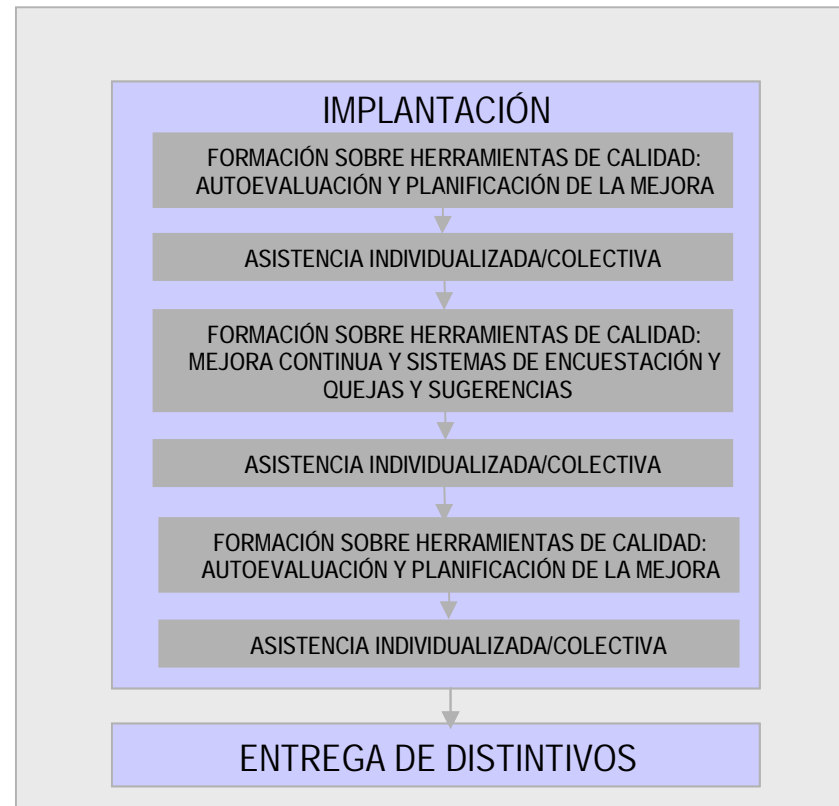 IMPLANTACIÓN
FORMACIÓN SOBRE HERRAMIENTAS DE CALIDAD:
AUTOEVALUACIÓN Y PLANIFICACIÓN DE LA MEJORA
ASISTENCIA INDIVIDUALIZADA/COLECTIVA
FORMACIÓN SOBRE HERRAMIENTAS DE CALIDAD:
MEJORA CONTINUA Y SISTEMAS DE ENCUESTACIÓN Y
QUEJAS Y SUGERENCIAS
ASISTENCIA INDIVIDUALIZADA/COLECTIVA
FORMACIÓN SOBRE HERRAMIENTAS DE CALIDAD:
AUTOEVALUACIÓN Y PLANIFICACIÓN DE LA MEJORA
ASISTENCIA INDIVIDUALIZADA/COLECTIVA
ENTREGA DE DISTINTIVOS